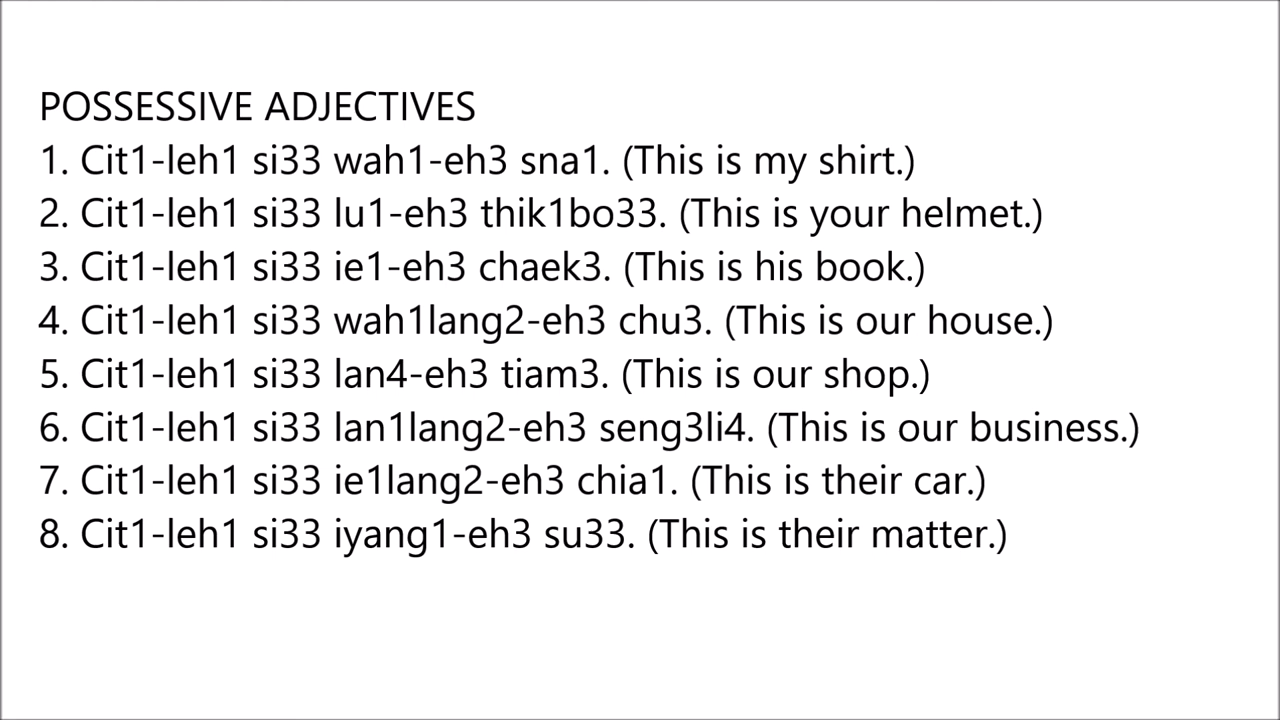 POSSESSIVE ADJECTIVES
1. Cit1-leh1 si33 wah1-eh3 sna1. (This is my shirt.)
2. Cit1-leh1 si33 lu1-eh3 thik1bo33. (This is your helmet.)
3. Cit1-leh1 si33 ie1-eh3 chaek3. (This is his book.)
4. Cit1-leh1 si33 wah1lang2-eh3 chu3. (This is our house.)
5. Cit1-leh1 si33 lan4-eh3 tiam3. (This is our shop.)
6. Cit1-leh1 si33 lan1lang2-eh3 seng3li4. (This is our business.)
7. Cit1-leh1 si33 ie1lang2-eh3 chia1. (This is their car.)
8. Cit1-leh1 si33 iyang1-eh3 su33. (This is their matter.)